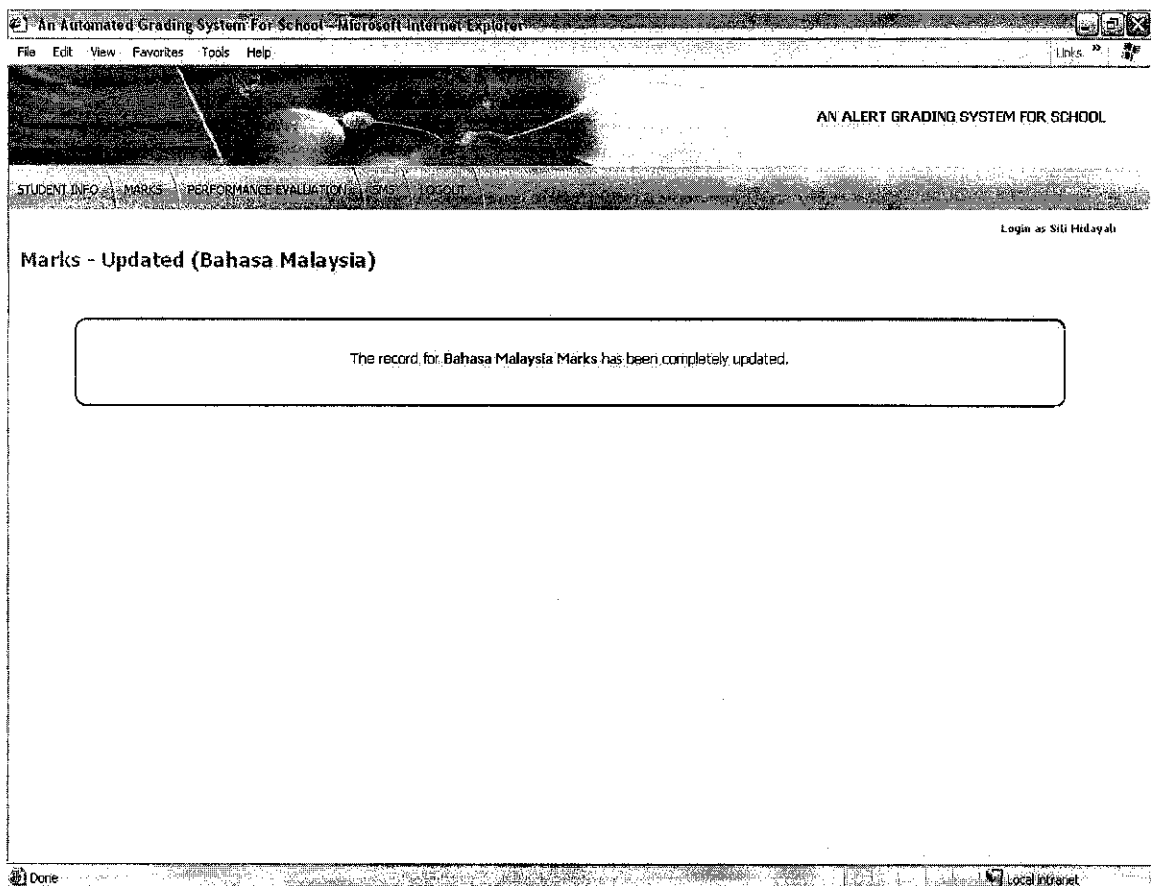 An Automated Grading System For School - Microsoft Internet Explorer
File Edit View Favorites Tools Help Links »
AN ALERT GRADING SYSTEM FOR SCHOOL
STUDENT INFO MARKS PERFORMANCE EVALUATION SMS LOGOUT
Login as Siti Hidayah
Marks - Updated (Bahasa Malaysia)
The record for Bahasa Malaysia Marks has been completely updated.
Done Local intranet